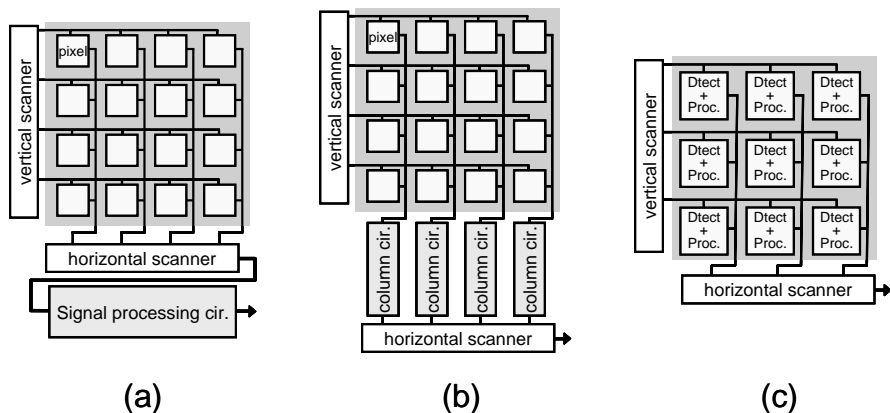 pixel
vertical scanner
horizontal scanner
Signal processing cir.
(a)
pixel
vertical scanner
column cir.
column cir.
column cir.
column cir.
horizontal scanner
(b)
vertical scanner
Dtect
+
Proc.
Dtect
+
Proc.
Dtect
+
Proc.
Dtect
+
Proc.
Dtect
+
Proc.
Dtect
+
Proc.
Dtect
+
Proc.
Dtect
+
Proc.
Dtect
+
Proc.
horizontal scanner
(c)